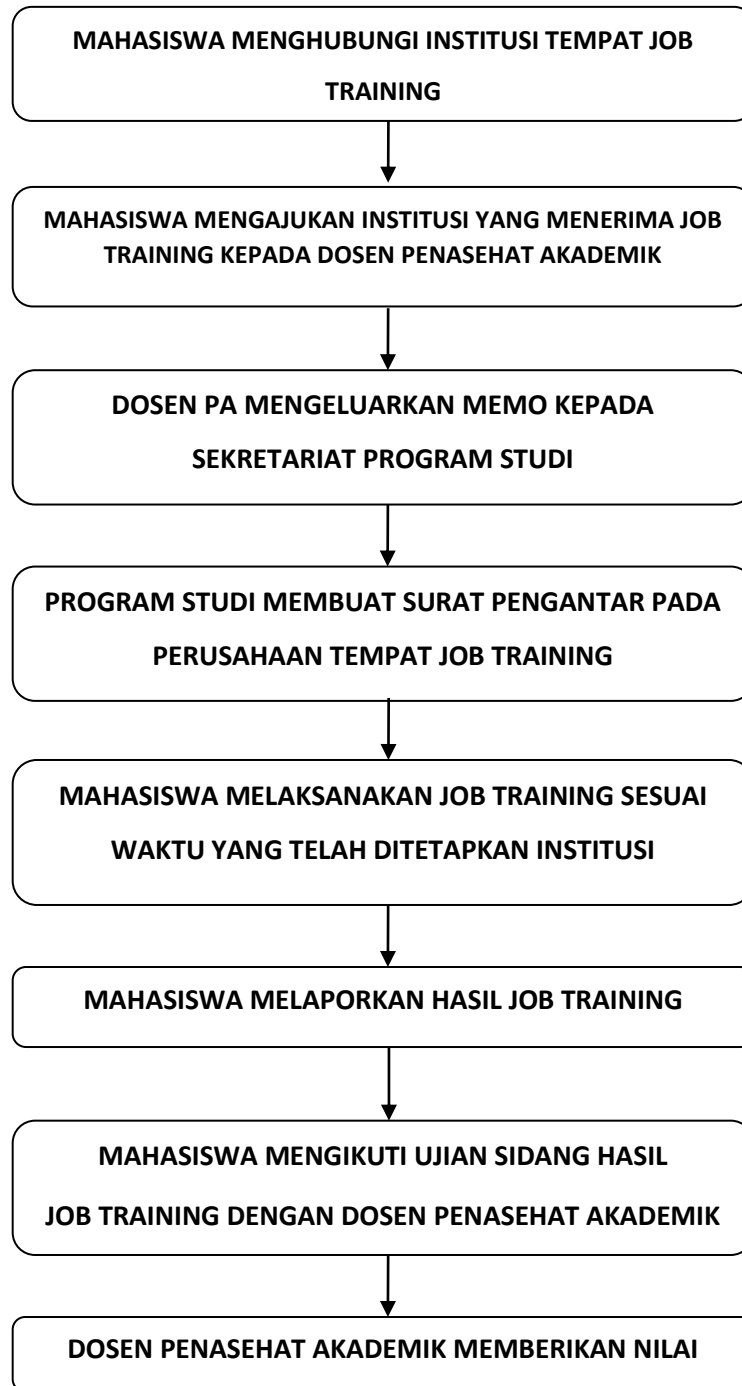 MAHASISWA MENGHUBUNGI INSTITUSI TEMPAT JOB
TRAINING
MAHASISWA MENGAJUKAN INSTITUSI YANG MENERIMA JOB
TRAINING KEPADA DOSEN PENASEHAT AKADEMIK
DOSEN PA MENGELUARKAN MEMO KEPADA
SEKRETARIAT PROGRAM STUDI
PROGRAM STUDI MEMBUAT SURAT PENGANTAR PADA
PERUSAHAAN TEMPAT JOB TRAINING
MAHASISWA MELAKSANAKAN JOB TRAINING SESUAI
WAKTU YANG TELAH DITETAPKAN INSTITUSI
MAHASISWA MELAPORKAN HASIL JOB TRAINING
MAHASISWA MENGIKUTI UJIAN SIDANG HASIL
JOB TRAINING DENGAN DOSEN PENASEHAT AKADEMIK
DOSEN PENASEHAT AKADEMIK MEMBERIKAN NILAI